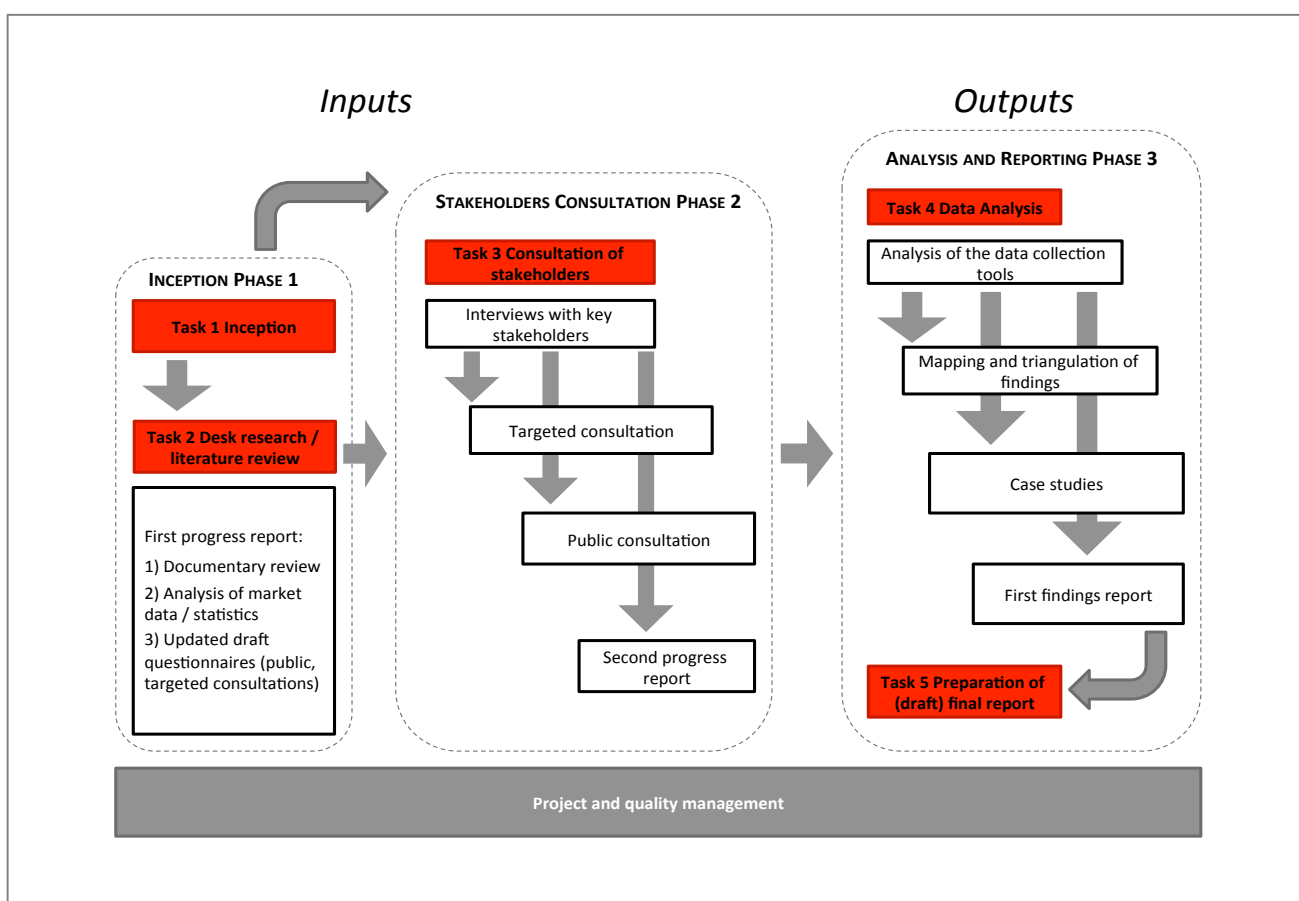 Inputs
Outputs
INCEPTION PHASE 1
Task 1 Inception
Task 2 Desk research /
literature review
First progress report:
1) Documentary review
2) Analysis of market
data / statistics
3) Updated draft
questionnaires (public,
targeted consultations)
STAKEHOLDERS CONSULTATION PHASE 2
Task 3 Consultation of
stakeholders
Interviews with key
stakeholders
Targeted consultation
Public consultation
Second progress
report
ANALYSIS AND REPORTING PHASE 3
Task 4 Data Analysis
Analysis of the data collection
tools
Mapping and triangulation of
findings
Case studies
First findings report
Task 5 Preparation of
(draft) final report
Project and quality management